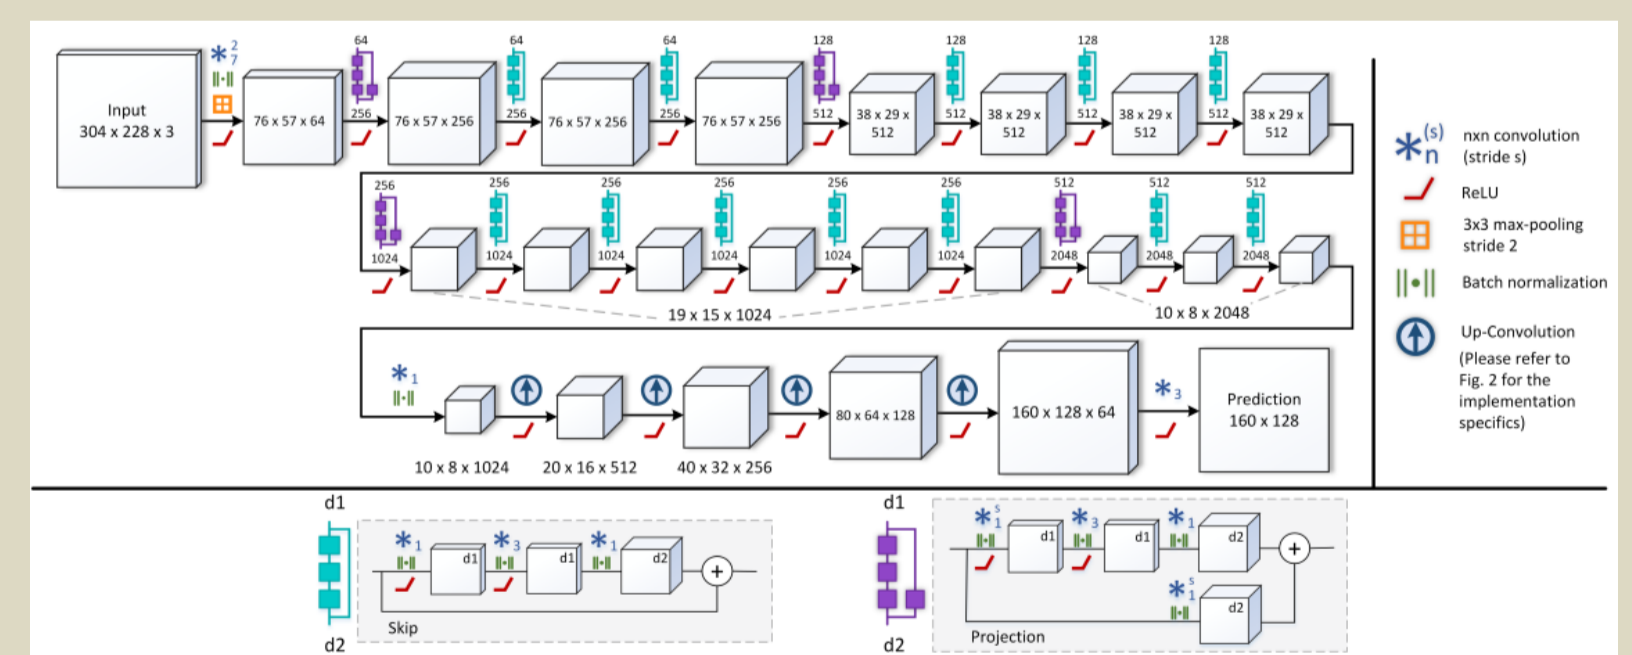 Input
304 x 228 x 3
2
7
76 x 57 x 64
64
256
76 x 57 x 256
64
256
76 x 57 x 256
64
256
76 x 57 x 256
128
512
38 x 29 x
512
128
512
38 x 29 x
512
128
512
38 x 29 x
512
128
512
38 x 29 x
512
256
1024
256
1024
256
1024
256
1024
256
1024
256
1024
19 x 15 x 1024
512
2048
512
2048
512
2048
10 x 8 x 2048
1
10 x 8 x 1024
20 x 16 x 512
40 x 32 x 256
80 x 64 x 128
160 x 128 x 64
3
Prediction
160 x 128
(s)
n
nxn convolution
(stride s)
ReLU
3x3 max-pooling
stride 2
Batch normalization
Up-Convolution
(Please refer to
Fig. 2 for the
implementation
specifics)
d1
d2
1
d1
3
d1
1
d2
+
Skip
d1
d2
s
1
d1
3
d1
1
d2
+
s
1
d2
Projection